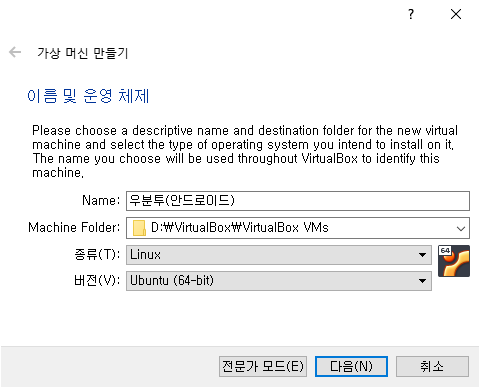 ?
가상 머신 만들기
이름 및 운영 체제
Please choose a descriptive name and destination folder for the new virtual
machine and select the type of operating system you intend to install on it.
The name you choose will be used throughout VirtualBox to identify this
machine.
Name: 우분투(안드로이드)
Machine Folder: D:₩VirtualBox₩VirtualBox VMs
종류(T): Linux
64
버전(V): Ubuntu (64-bit)
전문가 모드(E) 다음(N) 취소